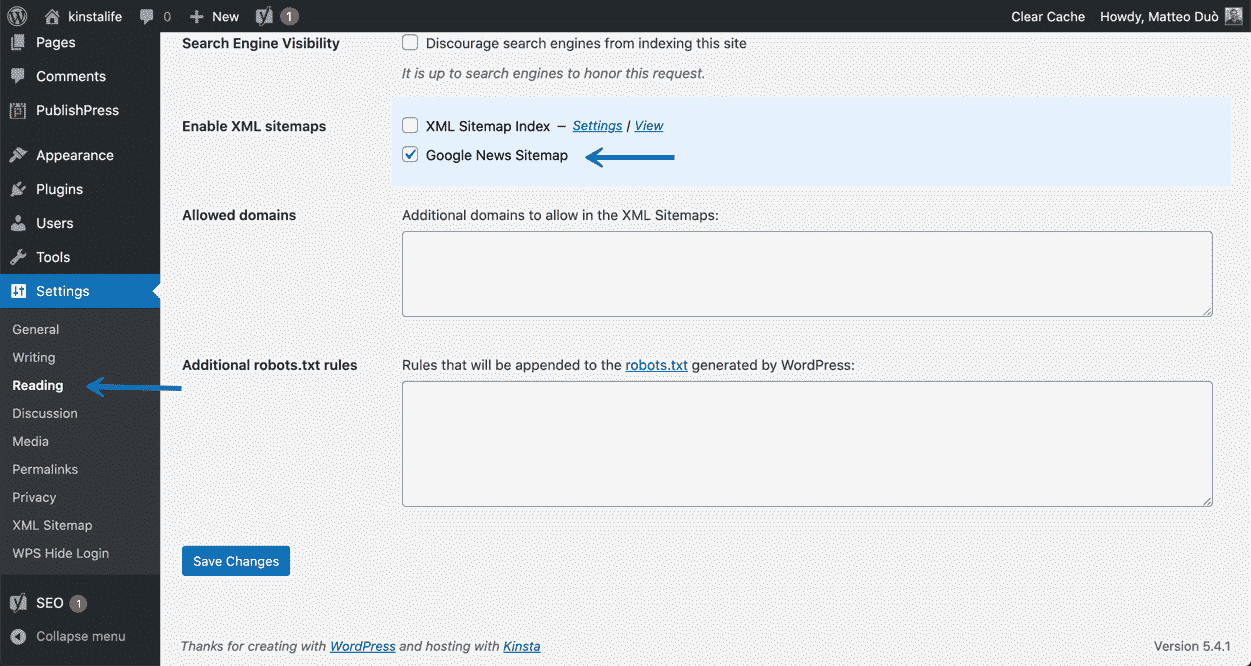 kinstalife 0 New 1 Clear Cache Howdy, Matteo Duò
Pages
Comments
PublishPress
Appearance
Plugins
Users
Tools
Settings
General
Writing
Reading
Discussion
Media
Permalinks
Privacy
XML Sitemap
WPS Hide Login
SEO 1
Collapse menu
Search Engine Visibility Discourage search engines from indexing this site
It is up to search engines to honor this request.
Enable XML sitemaps XML Sitemap Index – Settings / View
Google News Sitemap
Allowed domains Additional domains to allow in the XML Sitemaps:
Additional robots.txt rules Rules that will be appended to the robots.txt generated by WordPress:
Save Changes
Thanks for creating with WordPress and hosting with Kinsta Version 5.4.1